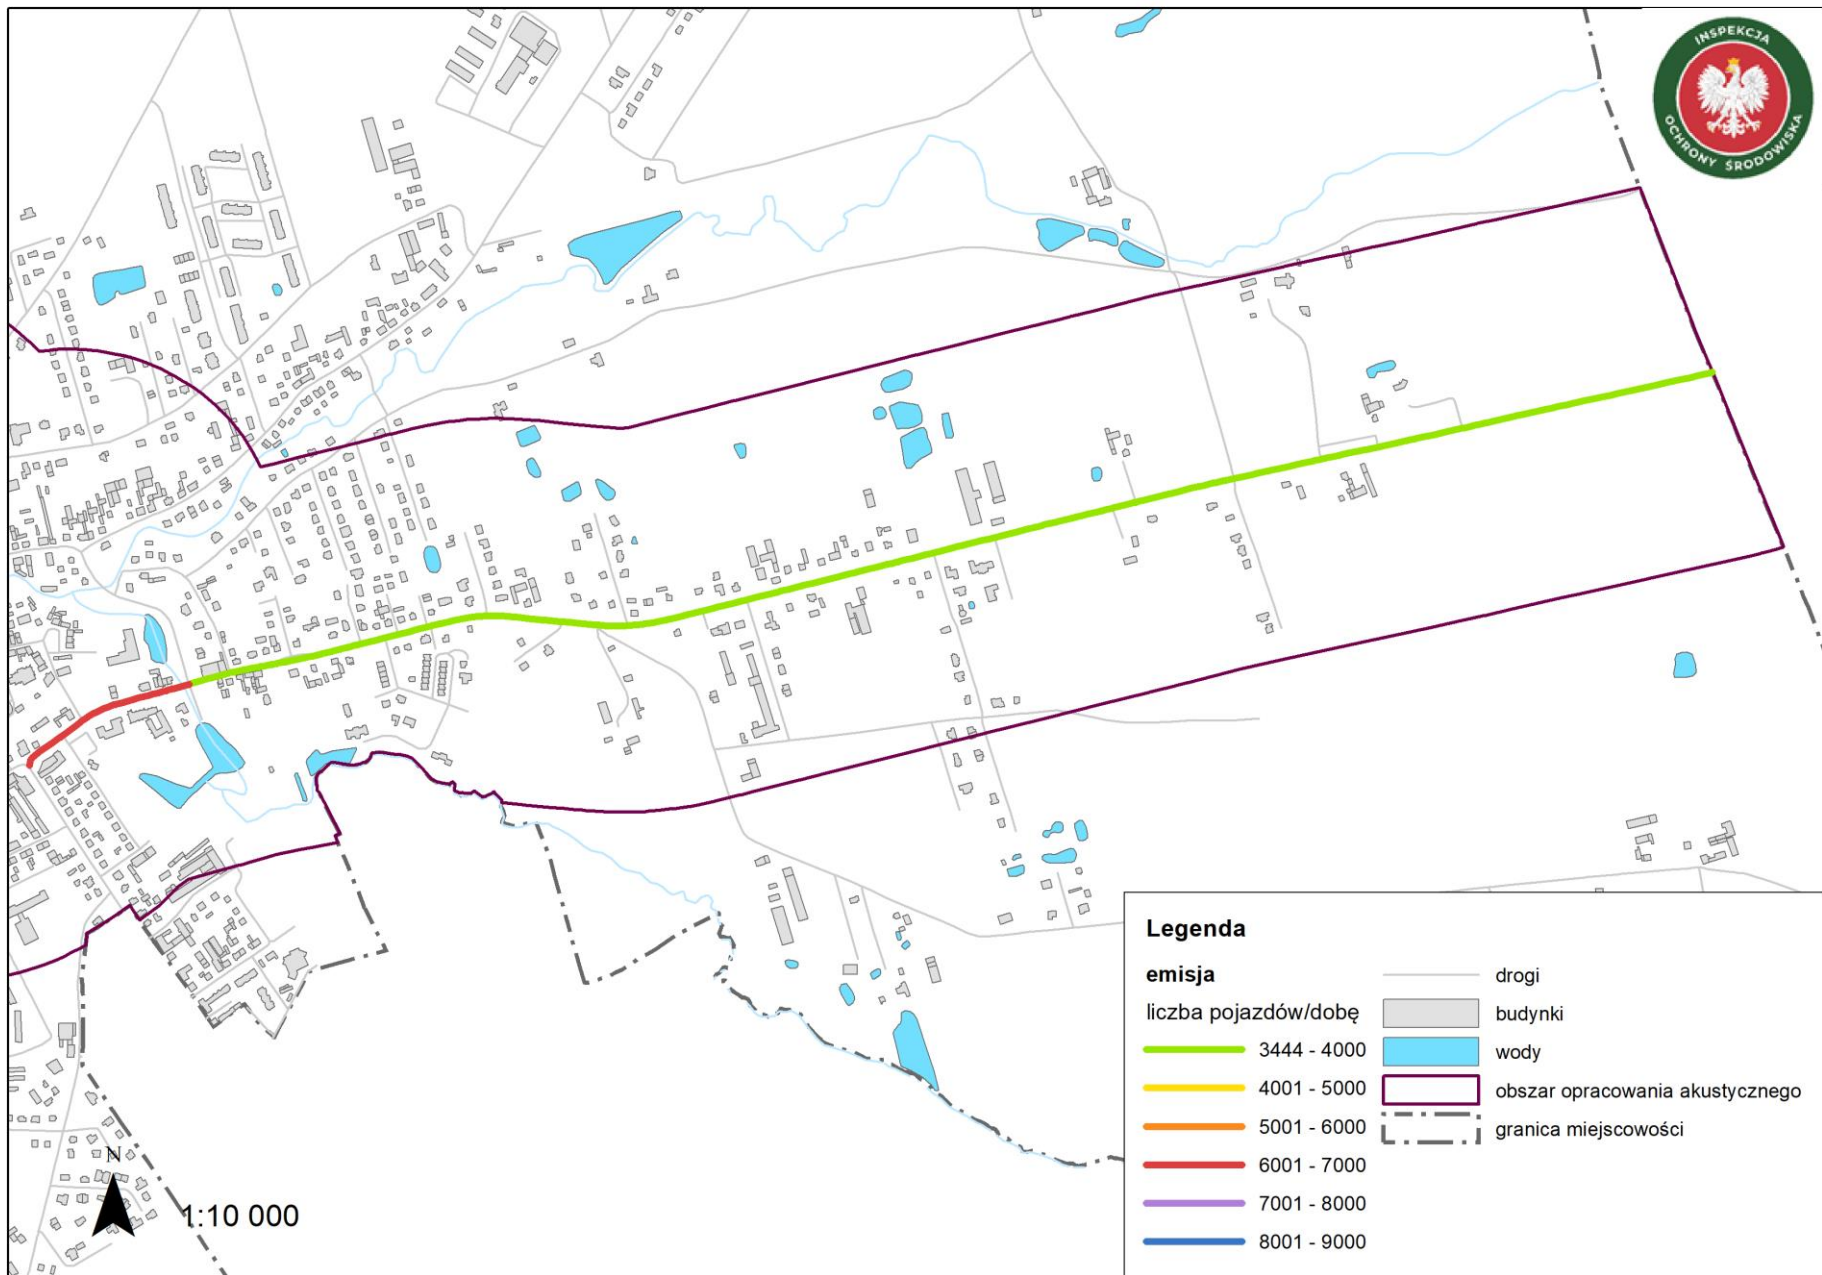 INSPEKCJA
OCHRONY ŚRODOWISKA
Legenda
emisja
liczba pojazdów/dobę
3444 - 4000
4001 - 5000
5001 - 6000
6001 - 7000
7001 - 8000
8001 - 9000
drogi
budynki
wody
obszar opracowania akustycznego
granica miejscowości
N
1:10 000